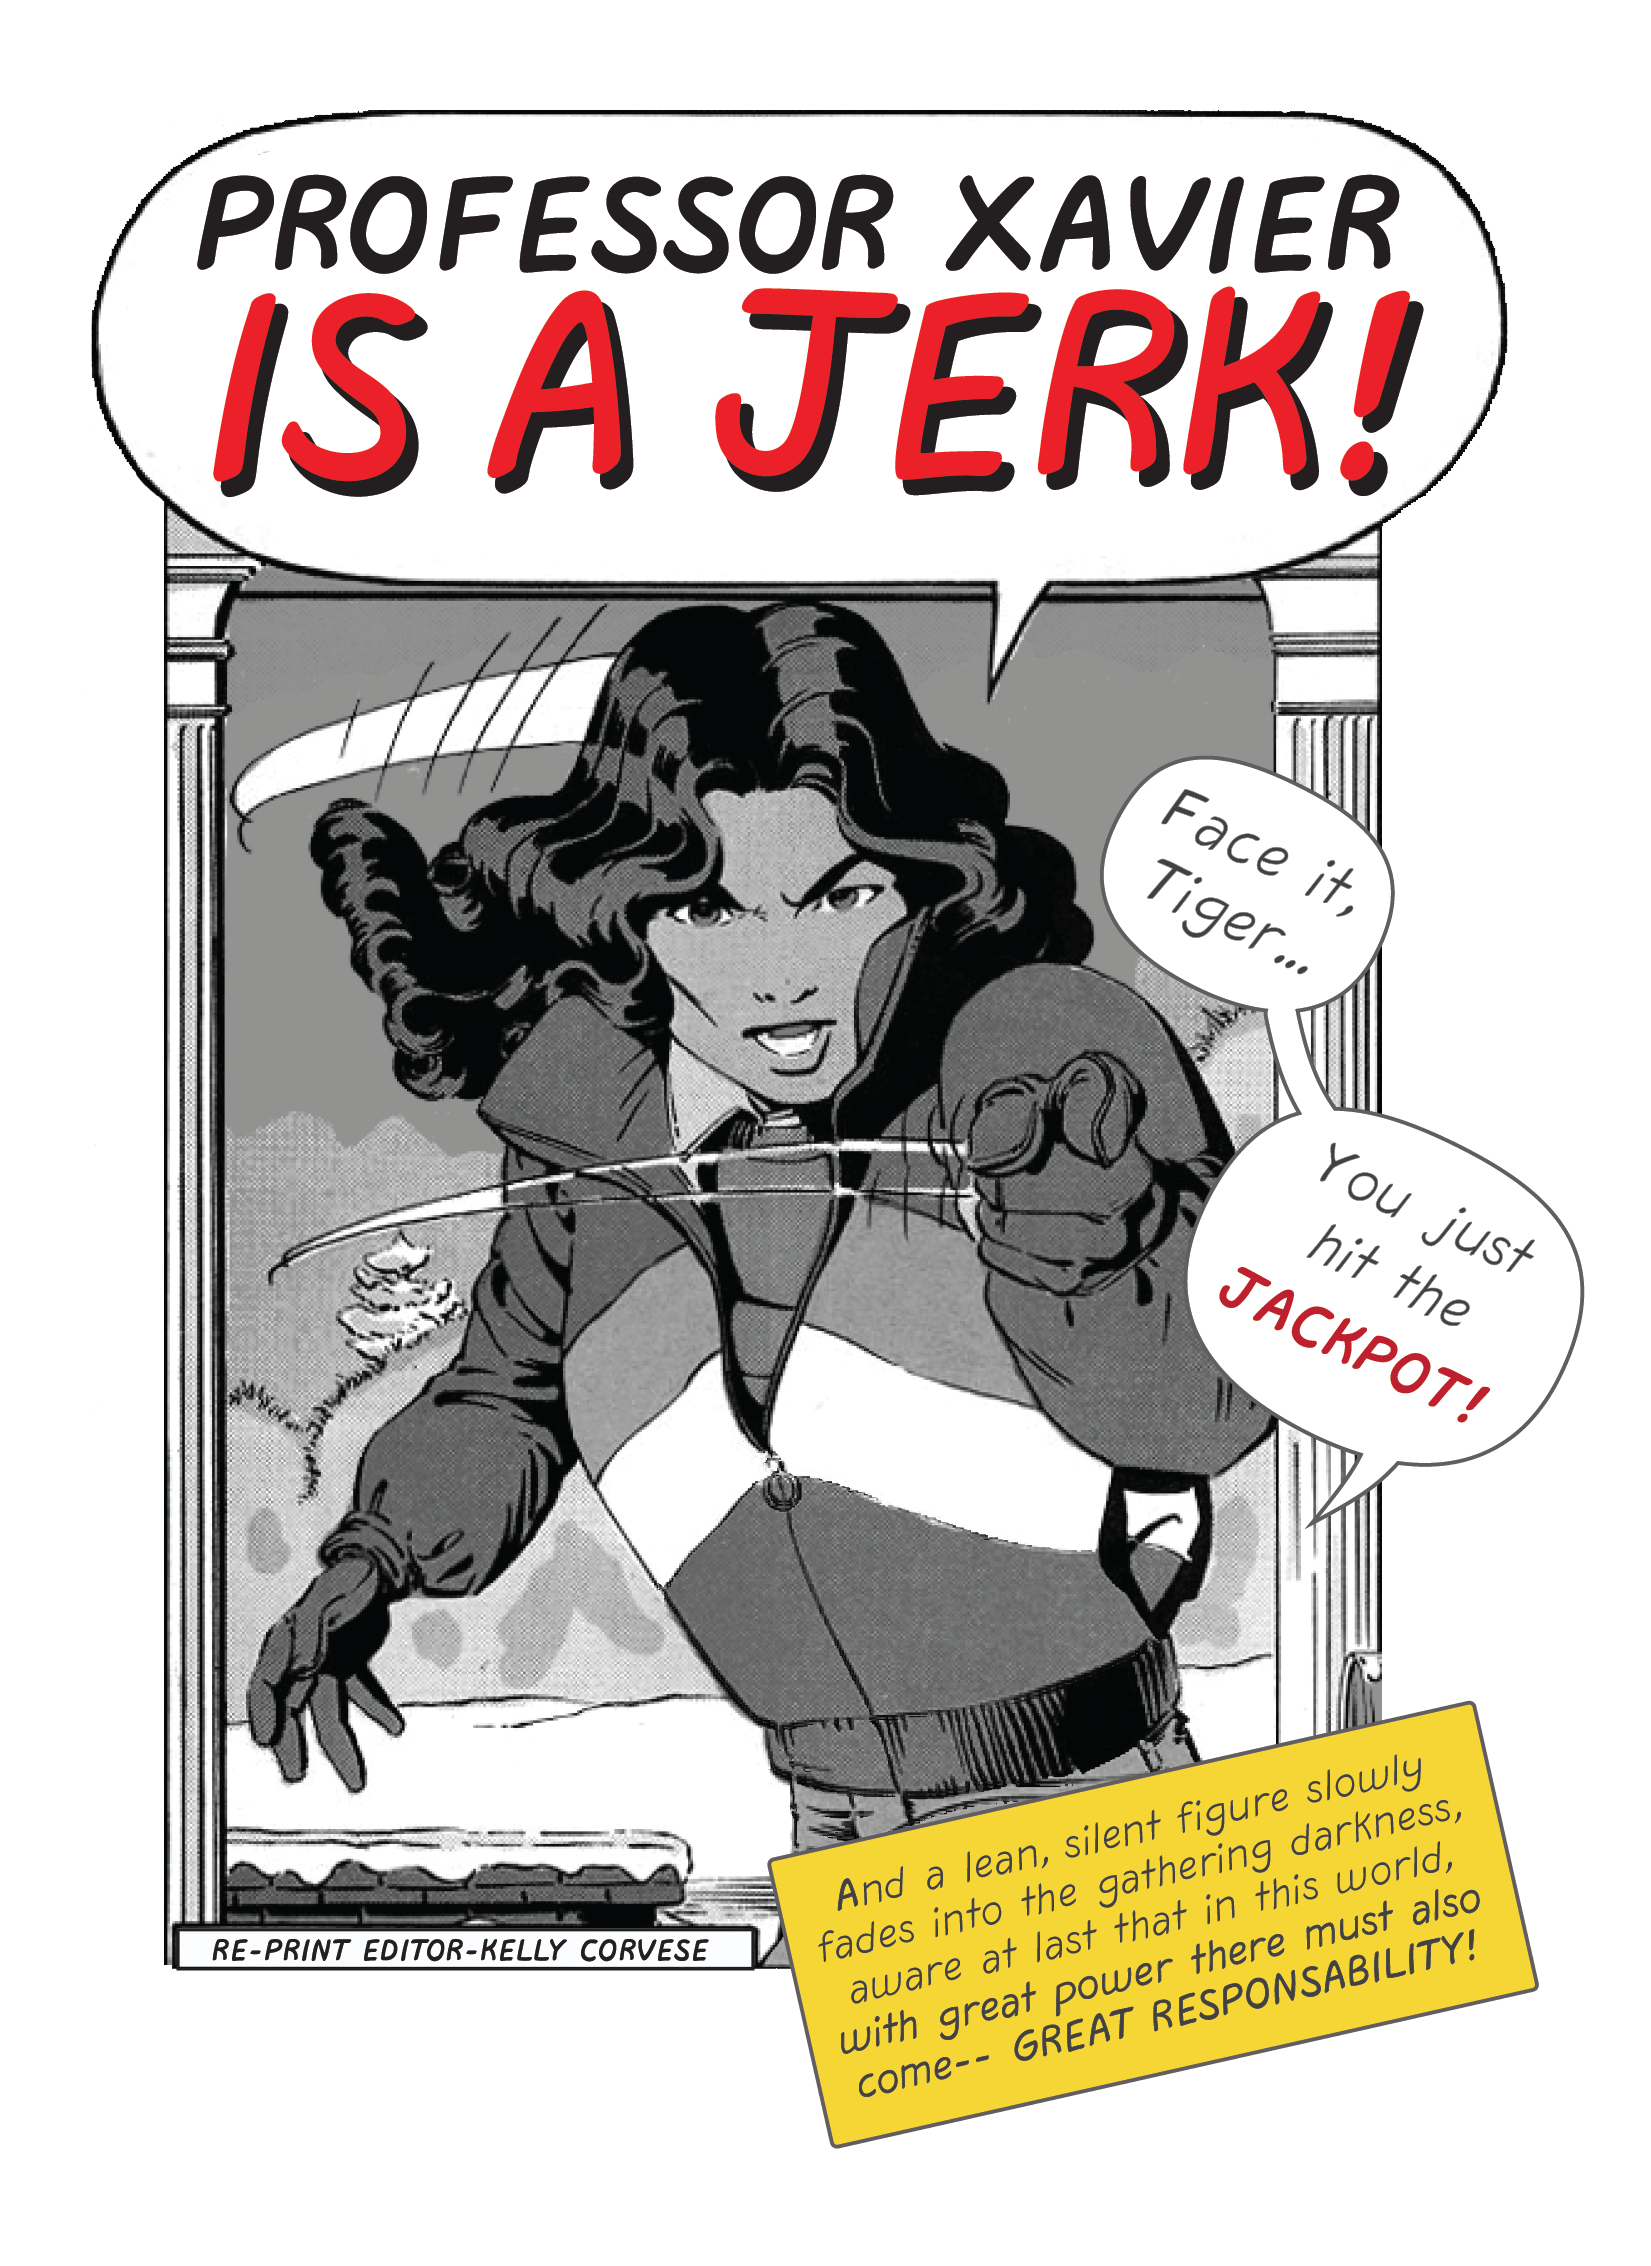 PROFESSOR XAVIER
IS A JERK!
Face it,
Tiger...
You just
hit the
JACKPOT!
And a lean, silent figure slowly
fades into the gathering darkness,
aware at last that in this world,
with great power there must also
come-- GREAT RESPONSABILITY!
RE-PRINT EDITOR-KELLY CORVESE